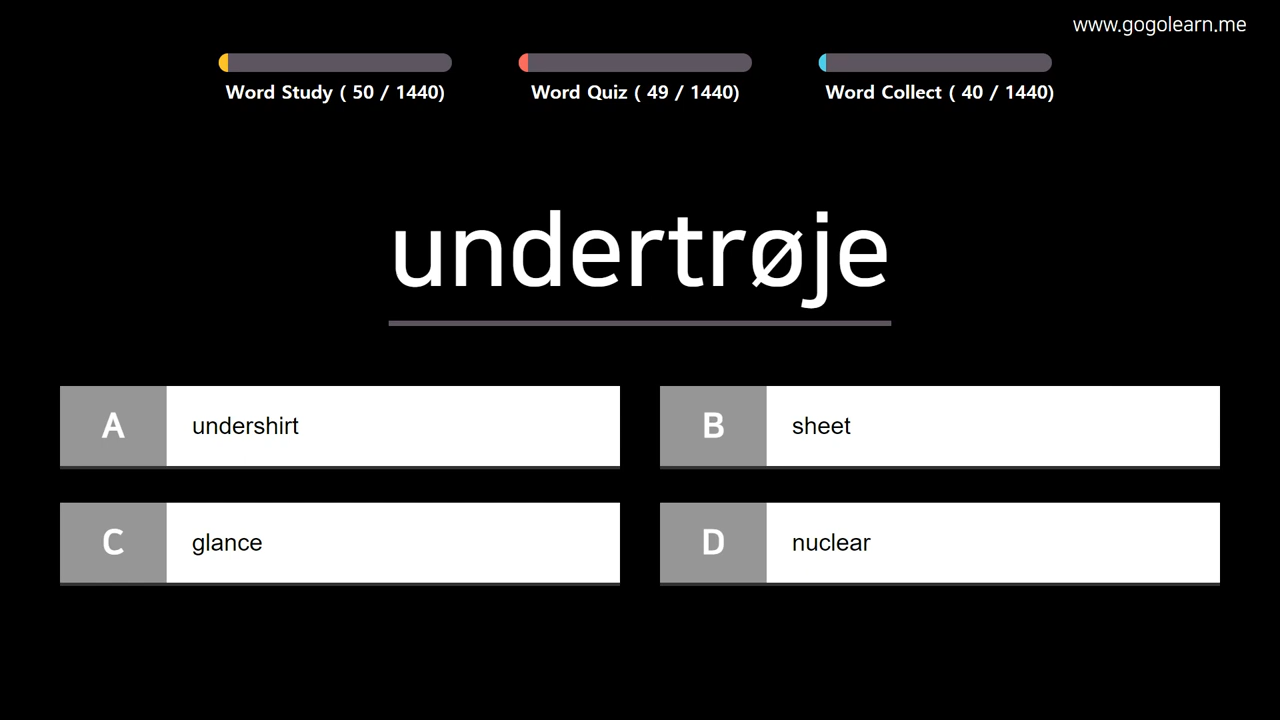 www.gogolearn.me
Word Study ( 50 / 1440)
Word Quiz ( 49 / 1440)
Word Collect ( 40 / 1440)
undertrøje
A undershirt
B sheet
C glance
D nuclear